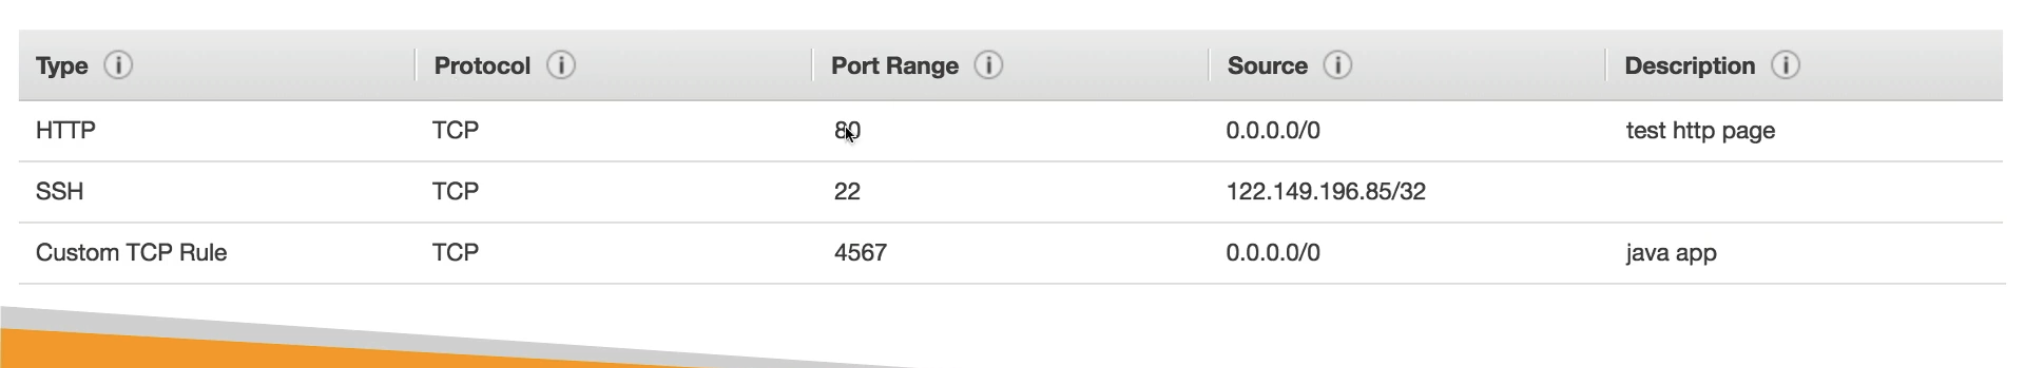 Type Protocol Port Range Source Description
HTTP TCP 80 0.0.0.0/0 test http page
SSH TCP 22 122.149.196.85/32
Custom TCP Rule TCP 4567 0.0.0.0/0 java app